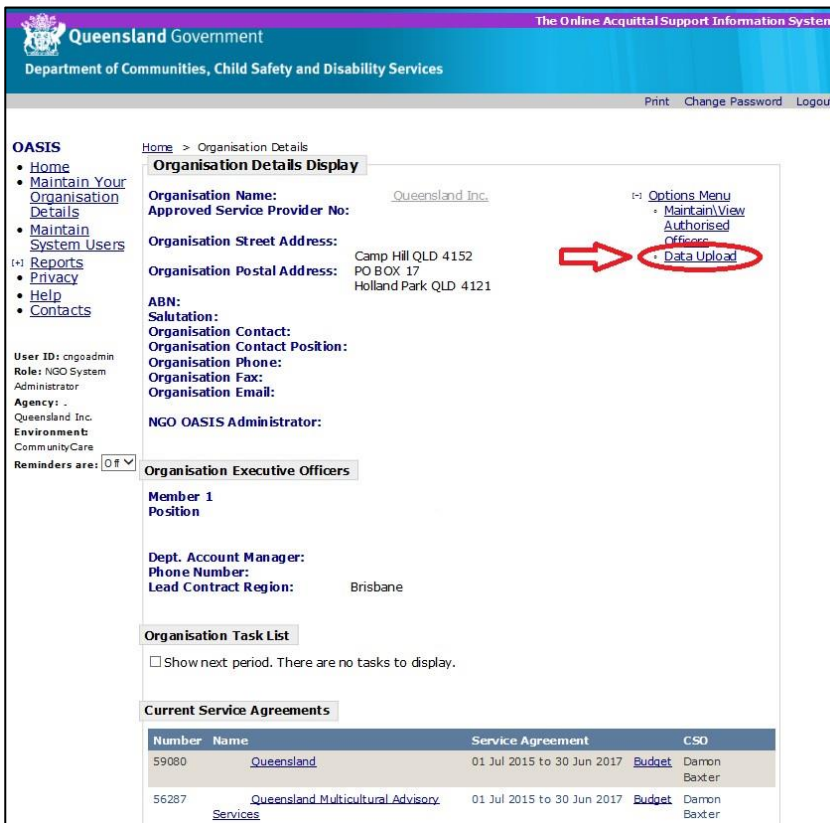 The Online Acquittal Support Information System
Queensland Government
Department of Communities, Child Safety and Disability Services
Print Change Password Logout
OASIS
• Home
• Maintain Your
Organisation
Details
• Maintain
System Users
[+] Reports
• Privacy
• Help
• Contacts
User ID: cngoadmin
Role: NGO System
Administrator
Agency: .
Queensland Inc.
Environment:
CommunityCare
Reminders are: Off
Home > Organisation Details
Organisation Details Display
Organisation Name: Queensland Inc.
Approved Service Provider No:
Organisation Street Address:
Camp Hill QLD 4152
Organisation Postal Address: PO BOX 17
Holland Park QLD 4121
ABN:
Salutation:
Organisation Contact:
Organisation Contact Position:
Organisation Phone:
Organisation Fax:
Organisation Email:
NGO OASIS Administrator:
[-] Options Menu
• Maintain\View
Authorised
Officers
• Data Upload
Organisation Executive Officers
Member 1
Position
Dept. Account Manager:
Phone Number:
Lead Contract Region: Brisbane
Organisation Task List
Show next period. There are no tasks to display.
Current Service Agreements
Number Name Service Agreement CSO
59080 Queensland 01 Jul 2015 to 30 Jun 2017 Budget Damon
Baxter
56287 Queensland Multicultural Advisory 01 Jul 2015 to 30 Jun 2017 Budget Damon
Services Baxter